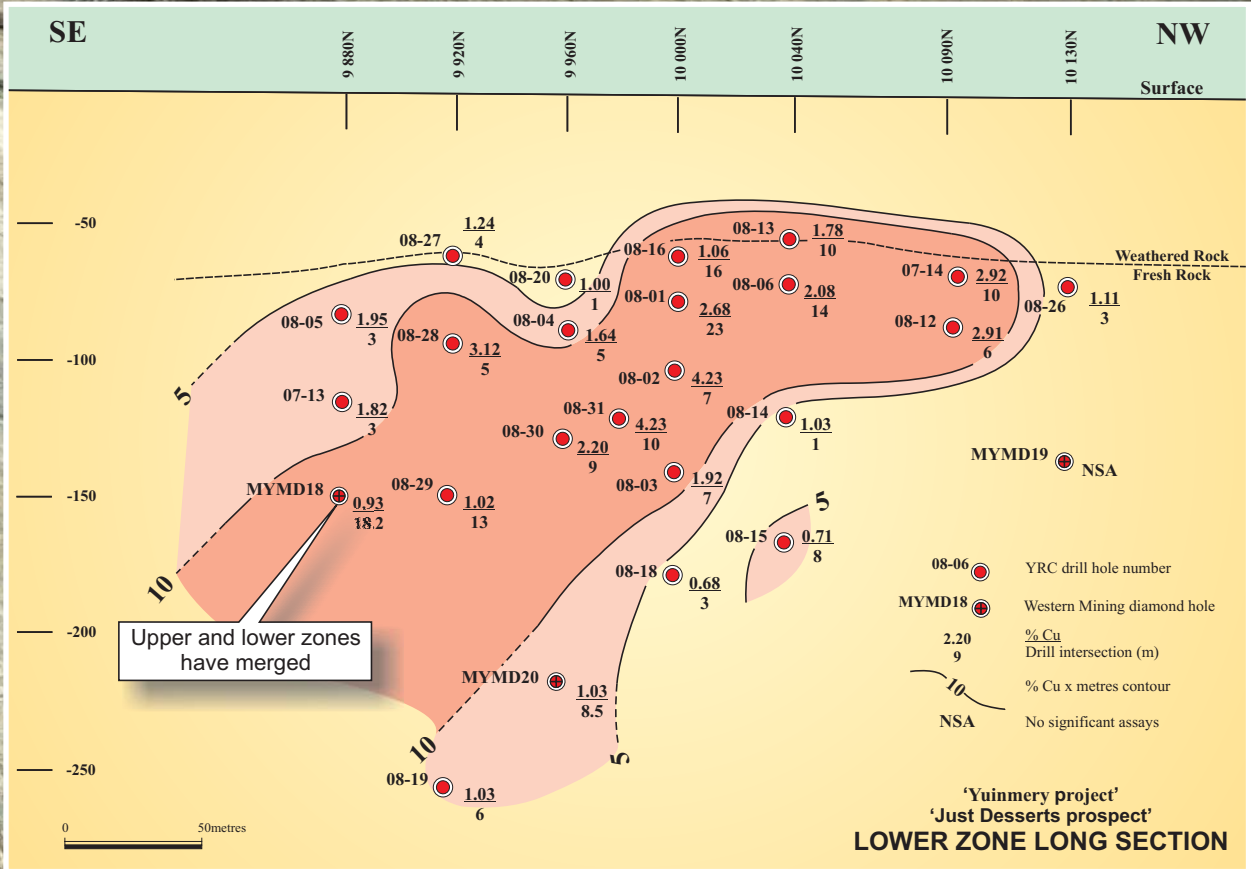 SE
NW
9 880N
9 920N
9 960N
10 000N
10 040N
10 090N
10 130N
Surface
-50
-100
-150
-200
-250
Weathered Rock
Fresh Rock
08-27
1.24
4
08-20
1.00
1
08-16
1.06
16
08-13
1.78
10
08-06
2.08
14
07-14
2.92
10
08-26
1.11
3
08-05
1.95
3
08-28
3.12
5
08-04
1.64
5
08-01
2.68
23
08-12
2.91
6
07-13
1.82
3
08-02
4.23
7
08-31
4.23
10
08-30
2.20
9
08-14
1.03
1
08-03
1.92
7
MYMD19
NSA
MYMD18
0.93
18.2
08-29
1.02
13
08-15
0.71
8
08-18
0.68
3
MYMD20
1.03
8.5
08-19
1.03
6
5
10
10
5
5
Upper and lower zones
have merged
08-06
YRC drill hole number
MYMD18
Western Mining diamond hole
2.20
9
% Cu
Drill intersection (m)
10
% Cu x metres contour
NSA
No significant assays
0
50metres
'Yuinmery project'
'Just Desserts prospect'
LOWER ZONE LONG SECTION